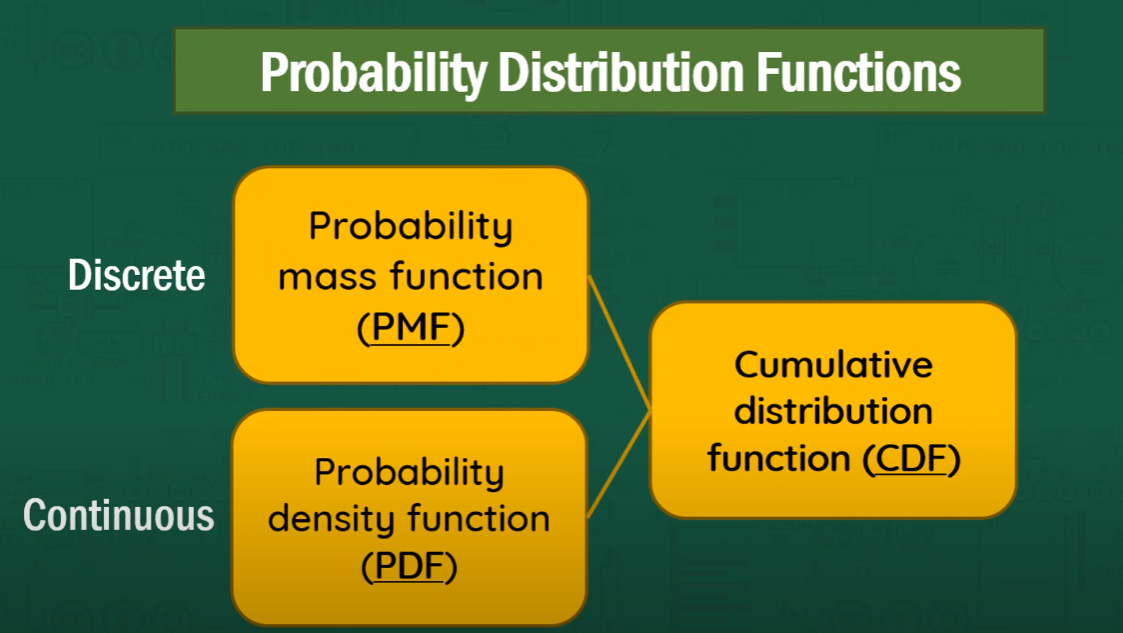 Probability Distribution Functions
Discrete
Probability
mass function
(PMF)
Continuous
Probability
density function
(PDF)
Cumulative
distribution
function (CDF)